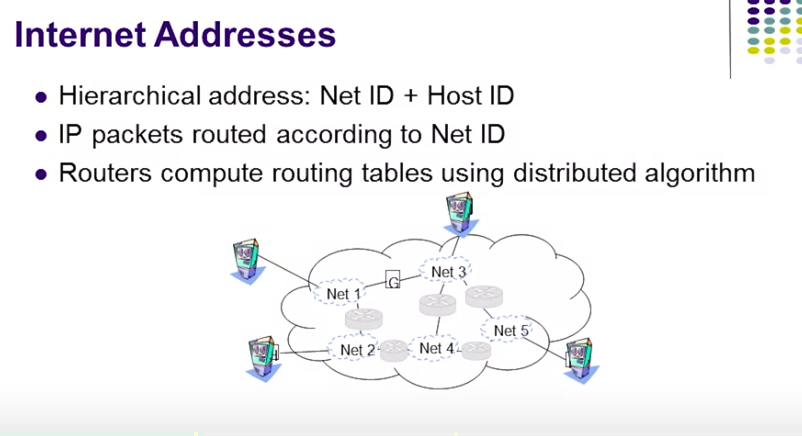 Internet Addresses
Hierarchical address: Net ID + Host ID
IP packets routed according to Net ID
Routers compute routing tables using distributed algorithm
G
Net 3
Net 1
Net 5
Net 2
Net 4
H